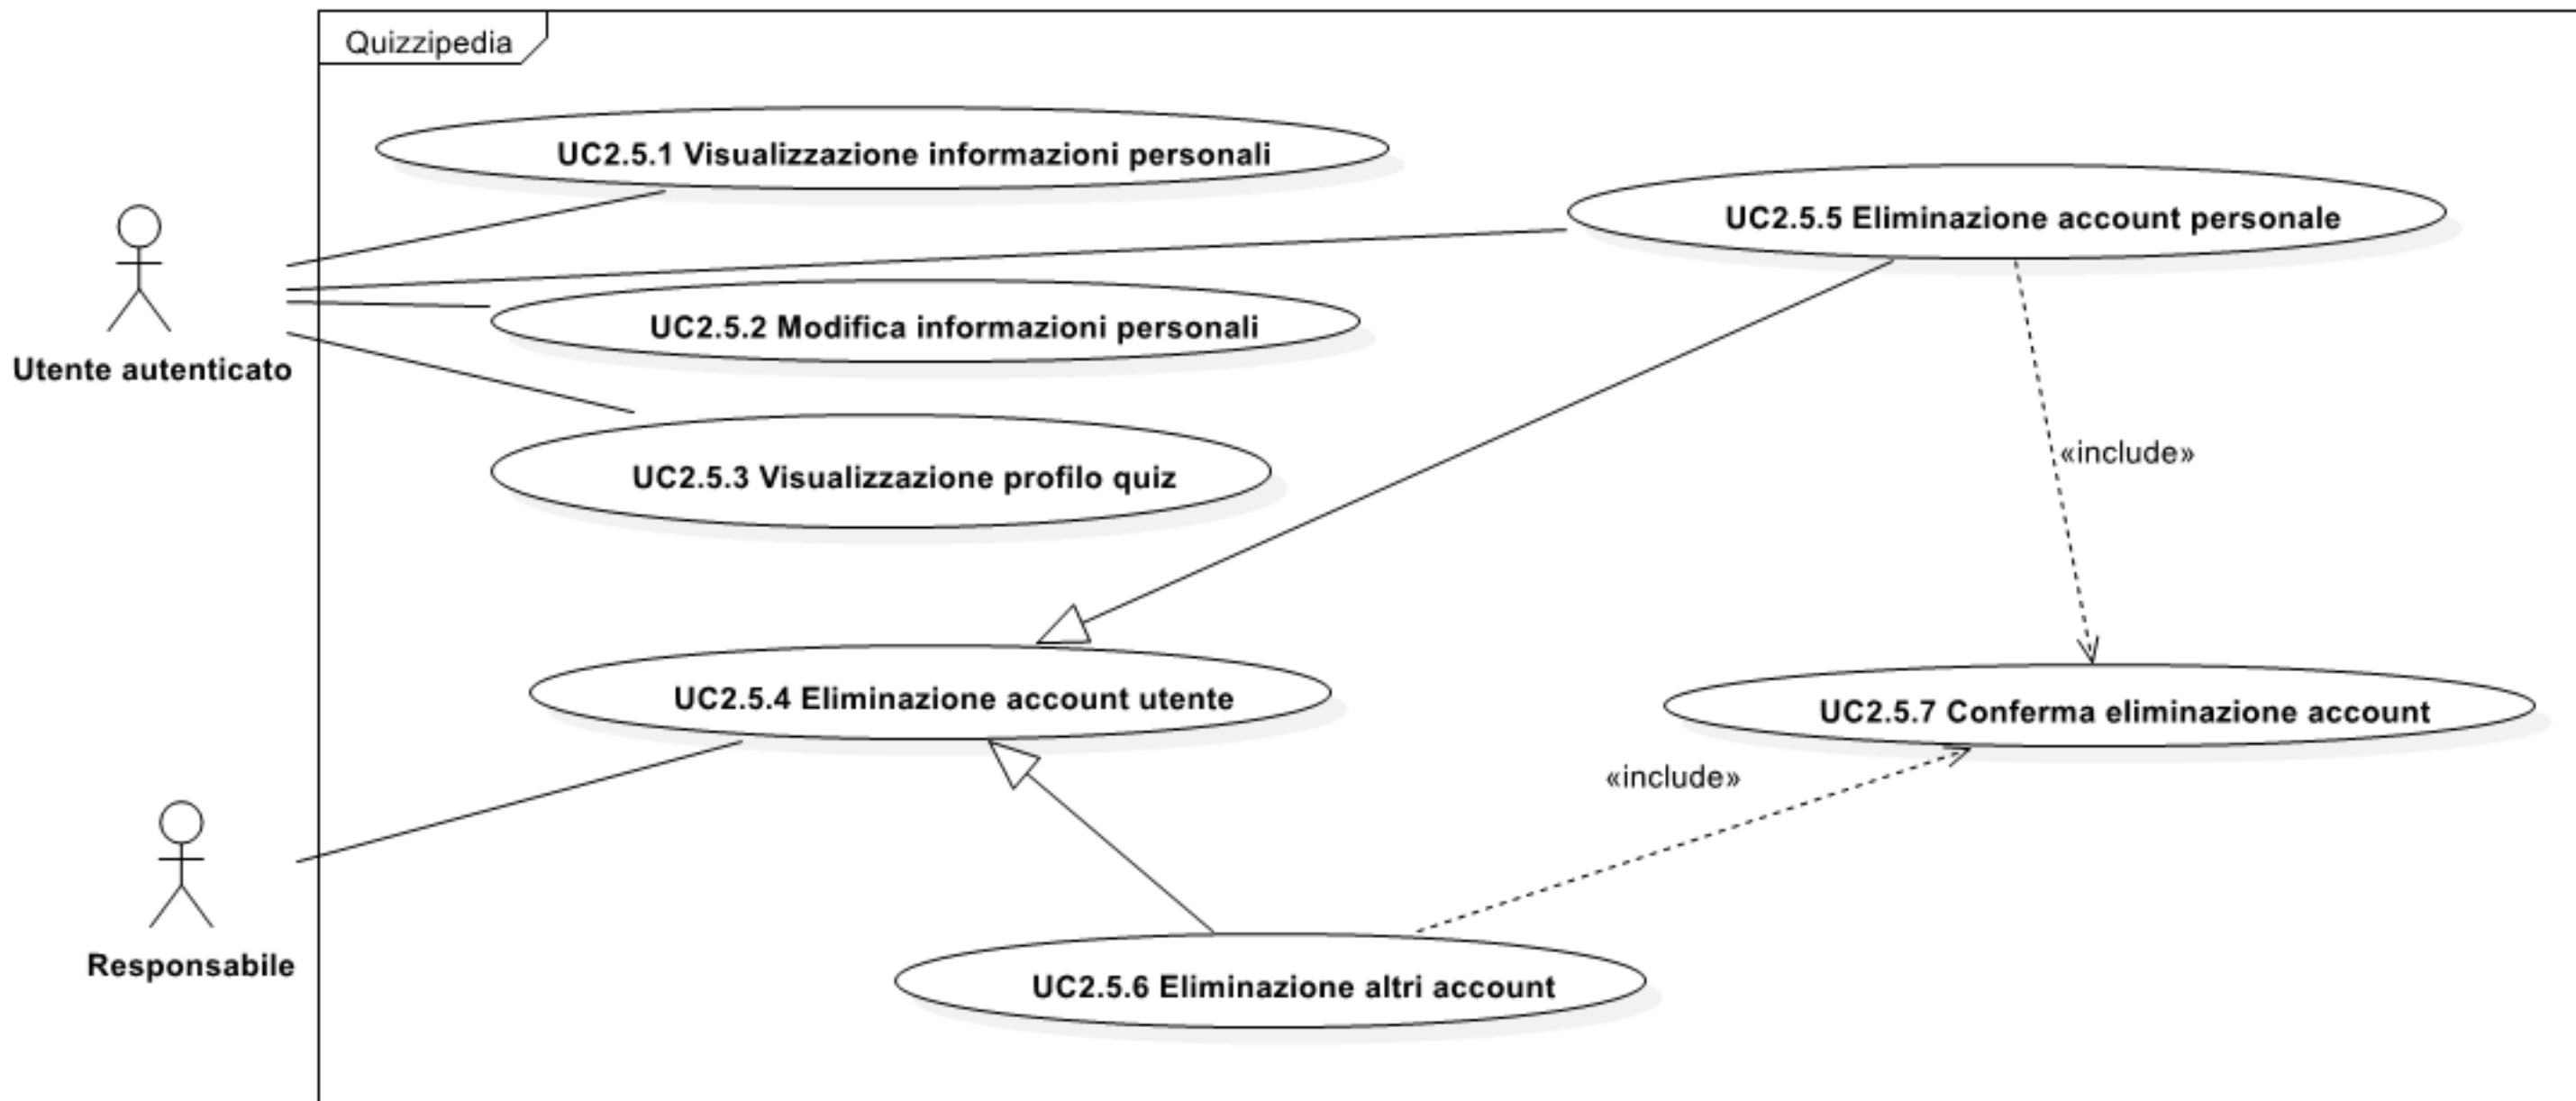 Quizzipedia
UC2.5.1 Visualizzazione informazioni personali
UC2.5.5 Eliminazione account personale
UC2.5.2 Modifica informazioni personali
Utente autenticato
«include»
UC2.5.3 Visualizzazione profilo quiz
UC2.5.4 Eliminazione account utente
UC2.5.7 Conferma eliminazione account
«include»
Responsabile
UC2.5.6 Eliminazione altri account